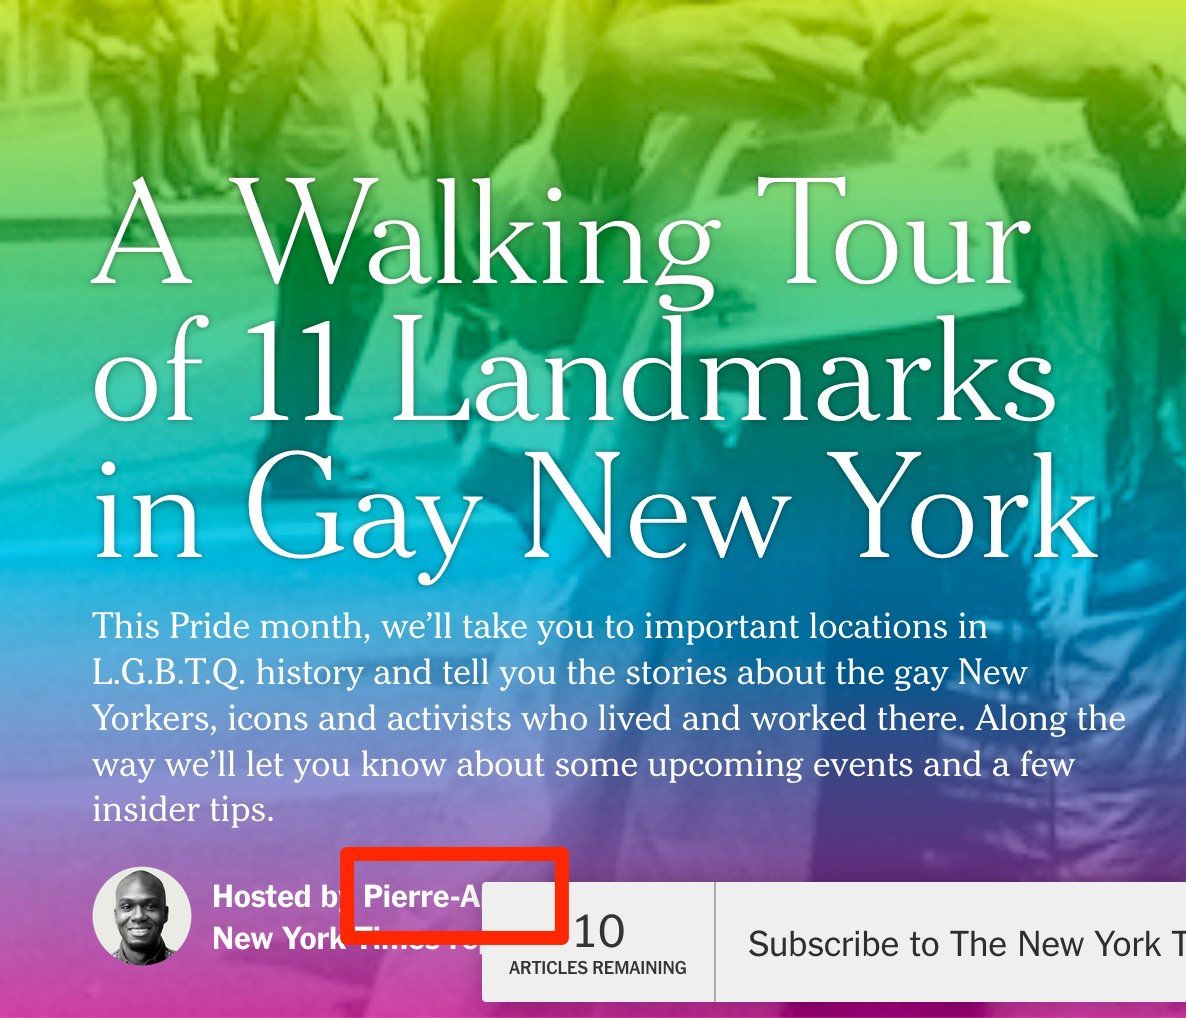 A Walking Tour
of 11 Landmarks
in Gay New York
This Pride month, we’ll take you to important locations in
L.G.B.T.Q. history and tell you the stories about the gay New
Yorkers, icons and activists who lived and worked there. Along the
way we’ll let you know about some upcoming events and a few
insider tips.
Hosted by Pierre-A
New York Times
10
ARTICLES REMAINING
Subscribe to The New York T